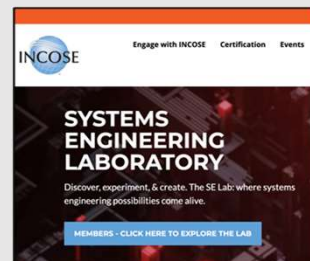 INCOSE
Engage with INCOSE Certification Events
SYSTEMS
ENGINEERING
LABORATORY
Discover, experiment, & create. The SE Lab: where systems
engineering possibilities come alive.
MEMBERS - CLICK HERE TO EXPLORE THE LAB